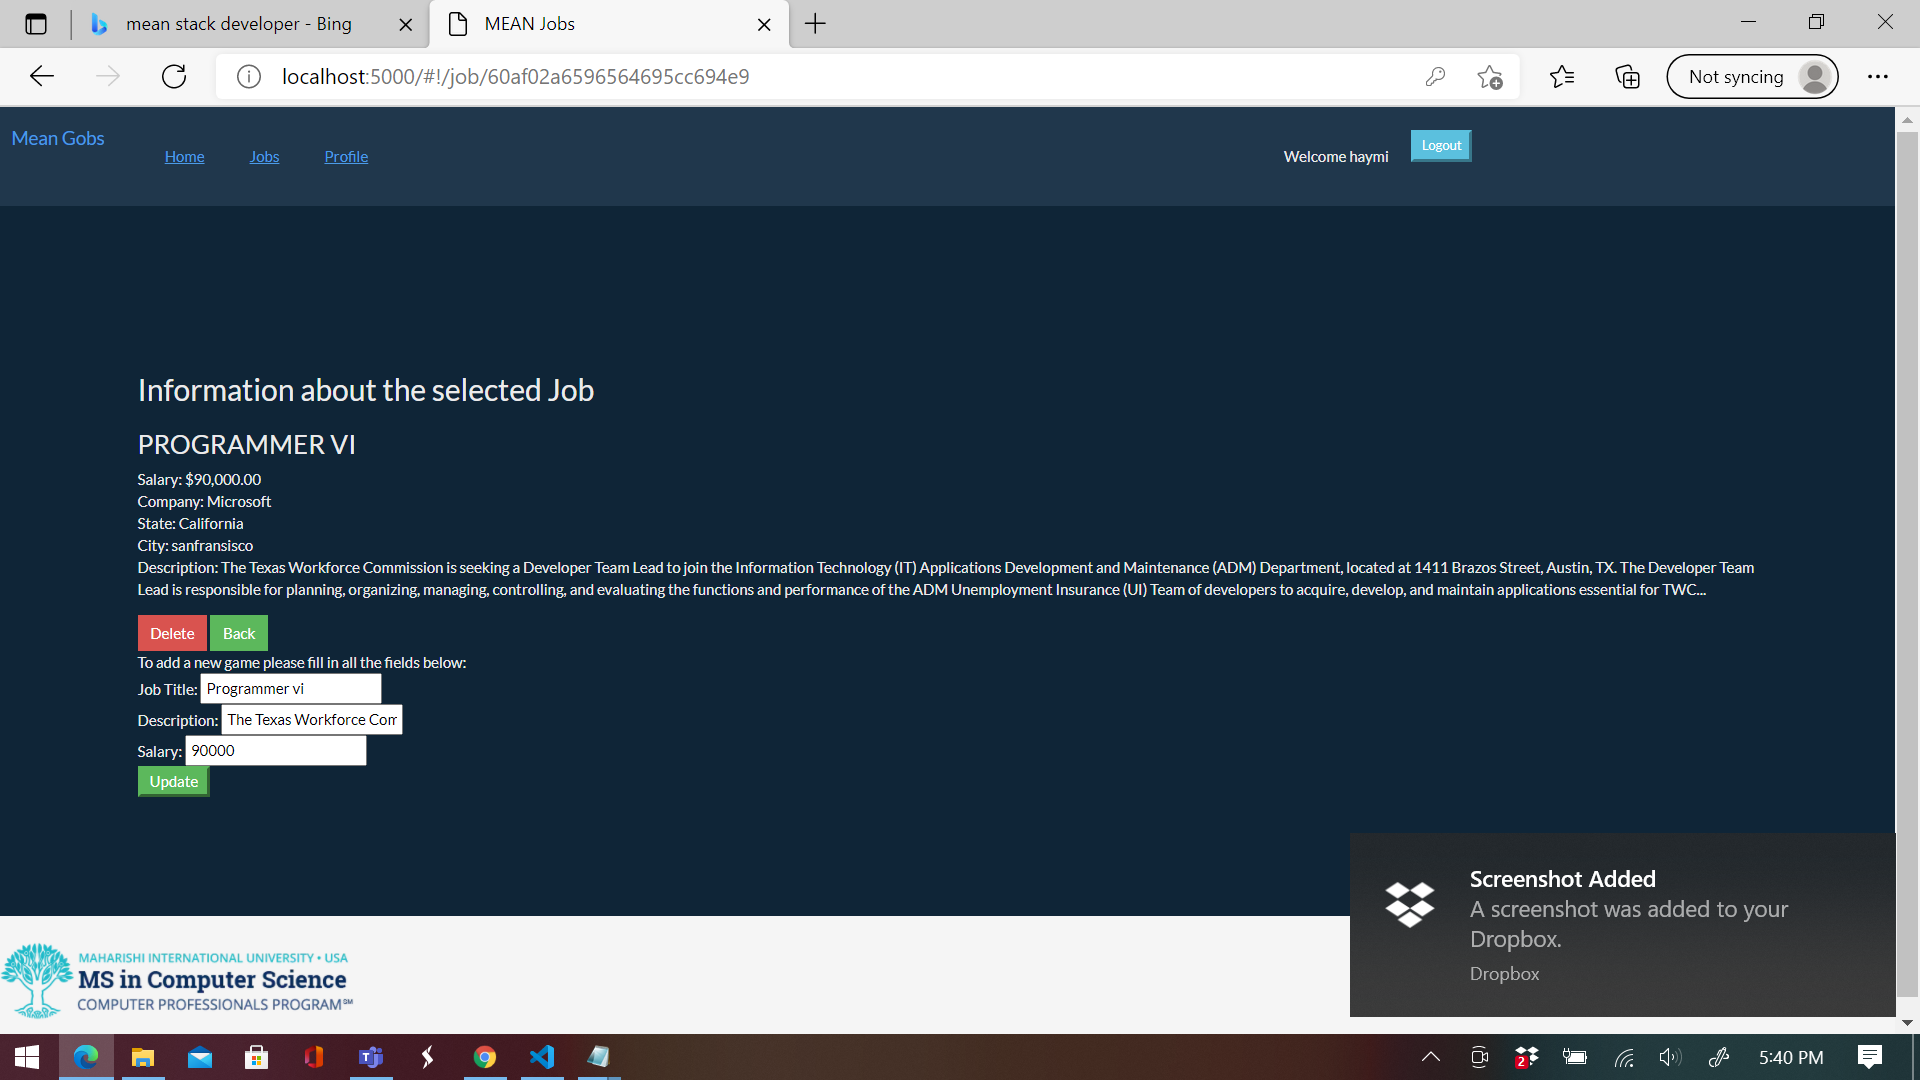 mean stack developer - Bing
MEAN Jobs
localhost:5000/#!/job/60af02a6596564695cc694e9
Not syncing
Mean Gobs
Home
Jobs
Profile
Welcome haymi
Logout
Information about the selected Job
PROGRAMMER VI
Salary: $90,000.00
Company: Microsoft
State: California
City: sanfransisco
Description: The Texas Workforce Commission is seeking a Developer Team Lead to join the Information Technology (IT) Applications Development and Maintenance (ADM) Department, located at 1411 Brazos Street, Austin, TX. The Developer Team
Lead is responsible for planning, organizing, managing, controlling, and evaluating the functions and performance of the ADM Unemployment Insurance (UI) Team of developers to acquire, develop, and maintain applications essential for TWC...
Delete
Back
To add a new game please fill in all the fields below:
Job Title: Programmer vi
Description: The Texas Workforce Com
Salary: 90000
Update
Screenshot Added
A screenshot was added to your
Dropbox.
Dropbox
MAHARISHI INTERNATIONAL UNIVERSITY • USA
MS in Computer Science
COMPUTER PROFESSIONALS PROGRAM℠
2
5:40 PM